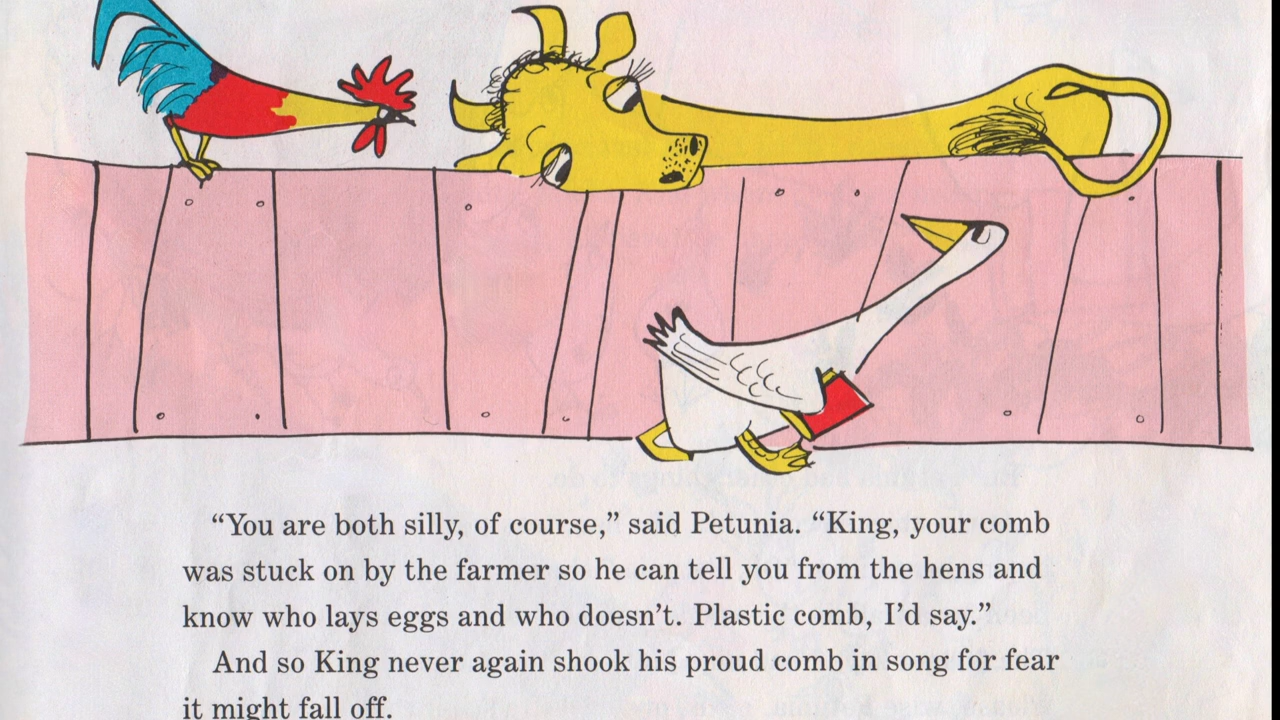 “You are both silly, of course,” said Petunia. “King, your comb
was stuck on by the farmer so he can tell you from the hens and
know who lays eggs and who doesn’t. Plastic comb, I’d say.”
And so King never again shook his proud comb in song for fear
it might fall off.